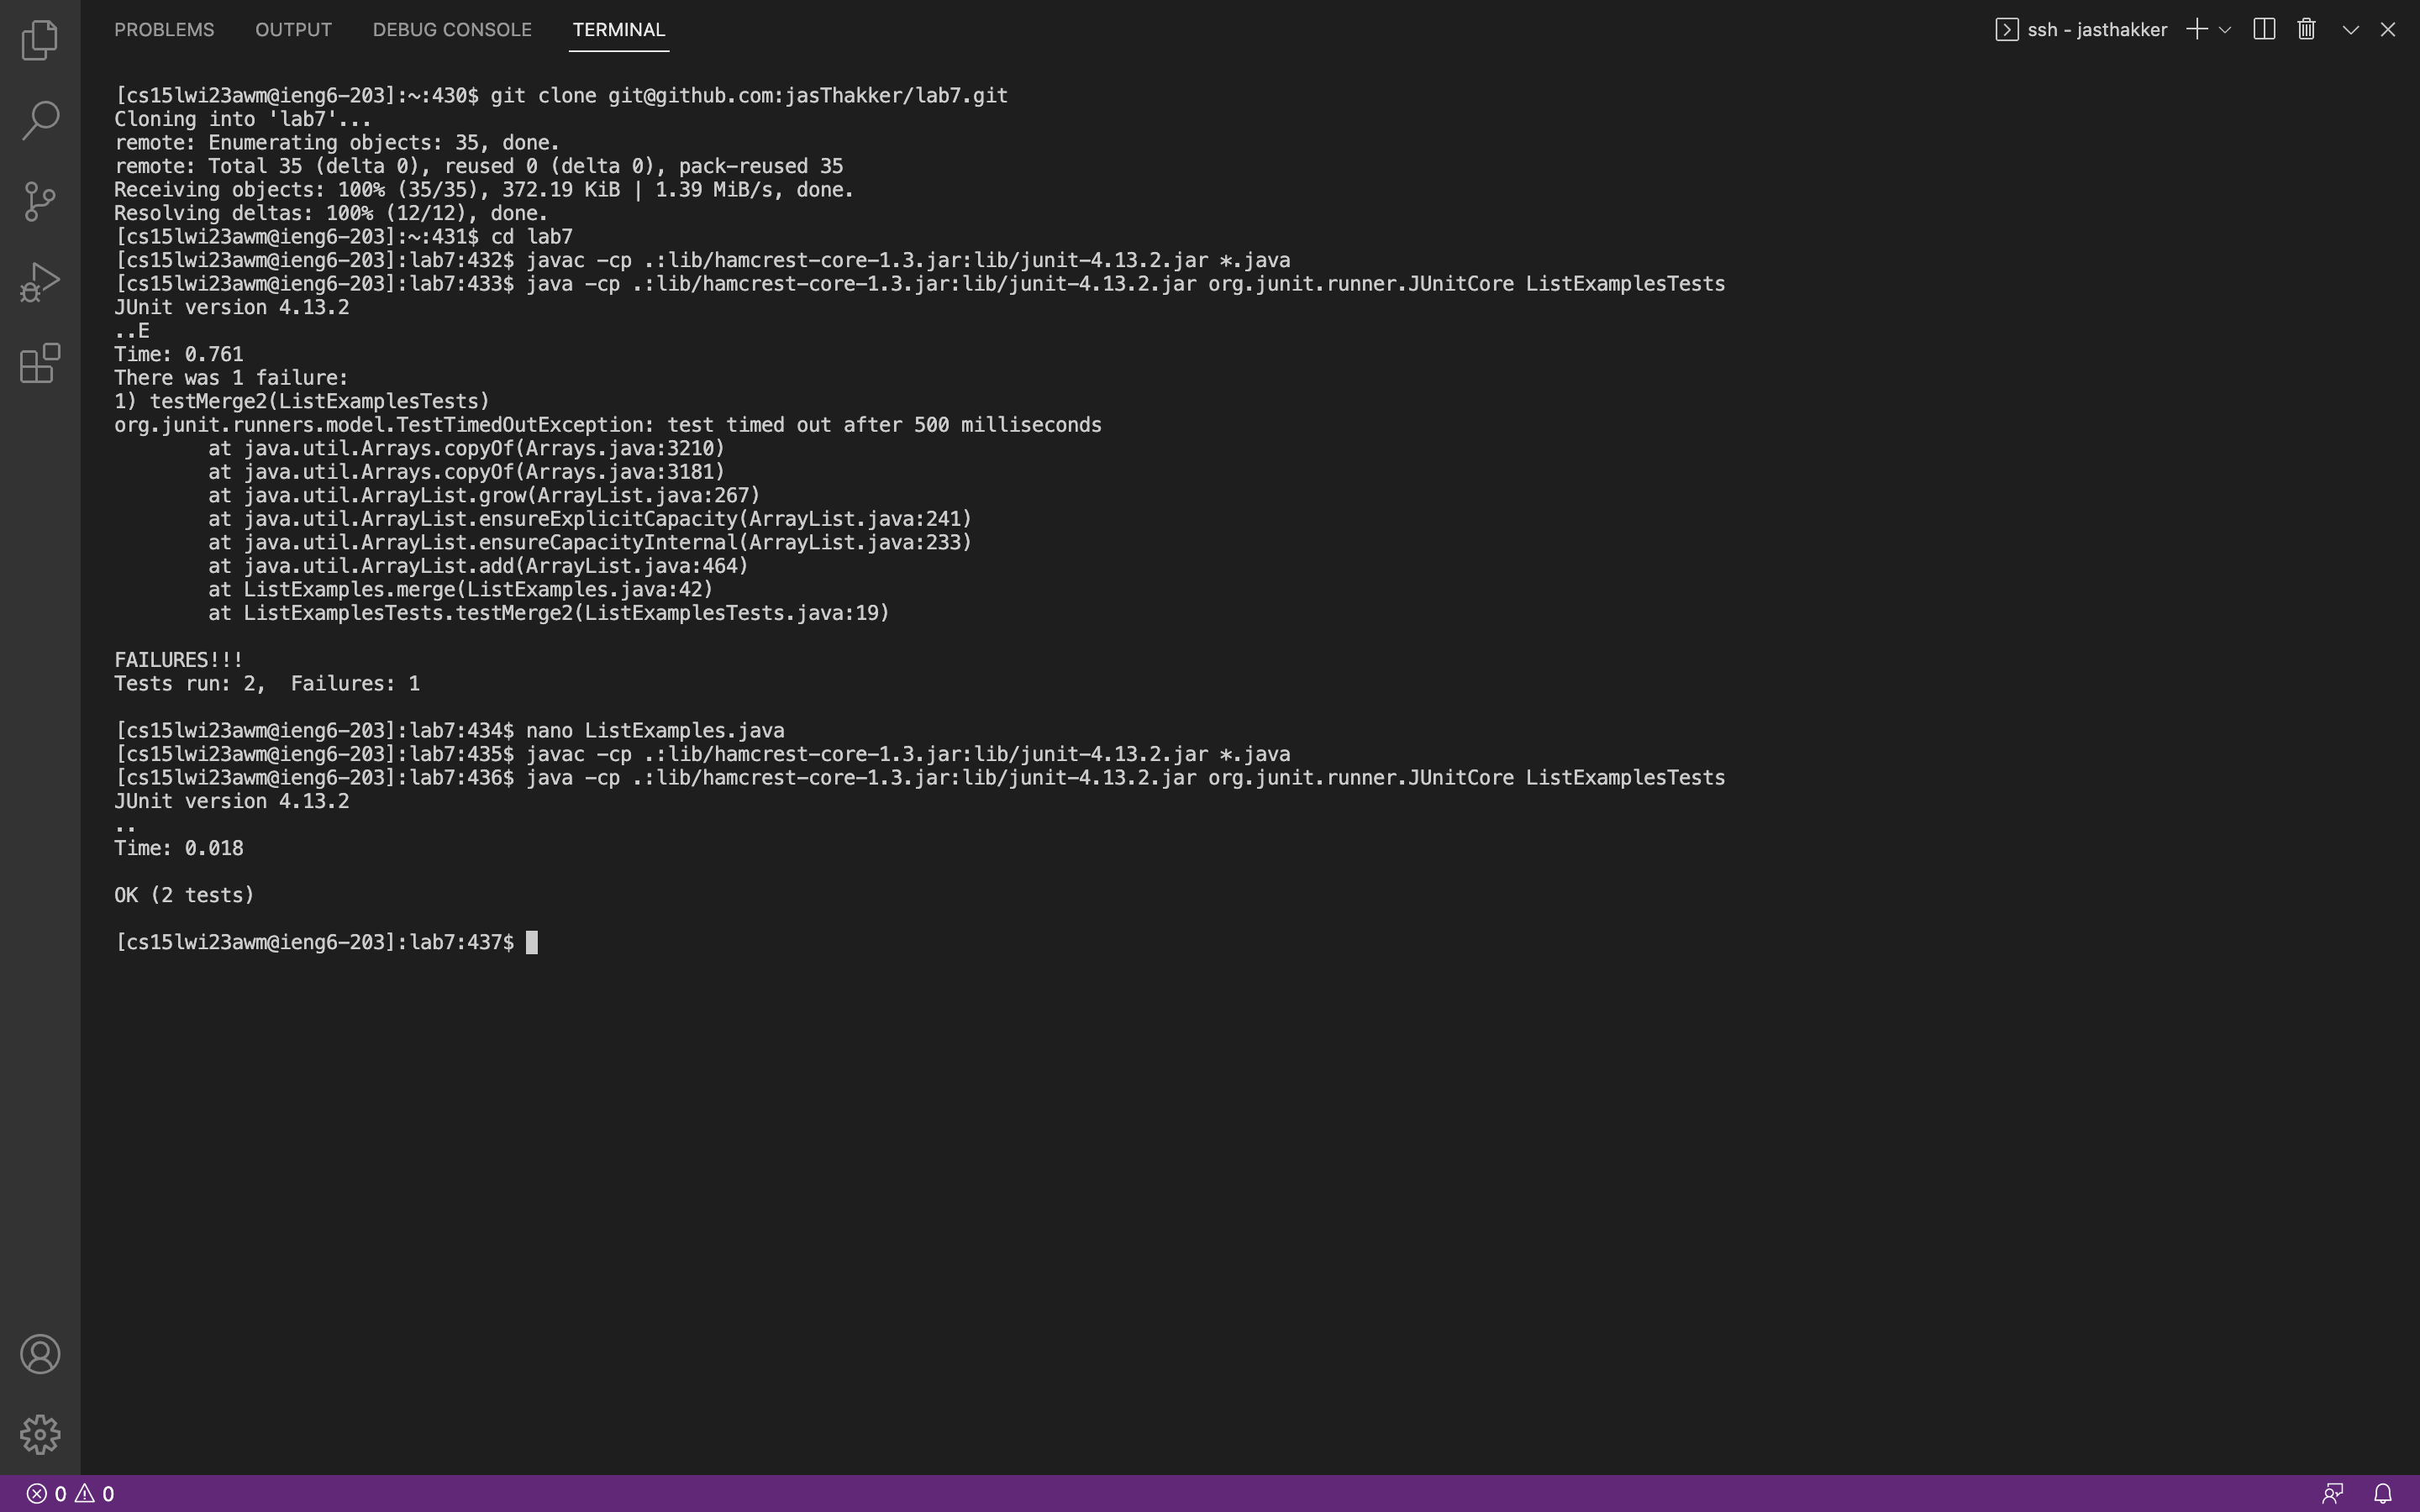 PROBLEMS OUTPUT DEBUG CONSOLE TERMINAL ssh - jasthakker
[cs15lwi23awm@ieng6-203]:~:430$ git clone git@github.com:jasThakker/lab7.git
Cloning into 'lab7'...
remote: Enumerating objects: 35, done.
remote: Total 35 (delta 0), reused 0 (delta 0), pack-reused 35
Receiving objects: 100% (35/35), 372.19 KiB | 1.39 MiB/s, done.
Resolving deltas: 100% (12/12), done.
[cs15lwi23awm@ieng6-203]:~:431$ cd lab7
[cs15lwi23awm@ieng6-203]:lab7:432$ javac -cp .:lib/hamcrest-core-1.3.jar:lib/junit-4.13.2.jar *.java
[cs15lwi23awm@ieng6-203]:lab7:433$ java -cp .:lib/hamcrest-core-1.3.jar:lib/junit-4.13.2.jar org.junit.runner.JUnitCore ListExamplesTests
JUnit version 4.13.2
..E
Time: 0.761
There was 1 failure:
1) testMerge2(ListExamplesTests)
org.junit.runners.model.TestTimedOutException: test timed out after 500 milliseconds
        at java.util.Arrays.copyOf(Arrays.java:3210)
        at java.util.Arrays.copyOf(Arrays.java:3181)
        at java.util.ArrayList.grow(ArrayList.java:267)
        at java.util.ArrayList.ensureExplicitCapacity(ArrayList.java:241)
        at java.util.ArrayList.ensureCapacityInternal(ArrayList.java:233)
        at java.util.ArrayList.add(ArrayList.java:464)
        at ListExamples.merge(ListExamples.java:42)
        at ListExamplesTests.testMerge2(ListExamplesTests.java:19)
FAILURES!!!
Tests run: 2,  Failures: 1
[cs15lwi23awm@ieng6-203]:lab7:434$ nano ListExamples.java
[cs15lwi23awm@ieng6-203]:lab7:435$ javac -cp .:lib/hamcrest-core-1.3.jar:lib/junit-4.13.2.jar *.java
[cs15lwi23awm@ieng6-203]:lab7:436$ java -cp .:lib/hamcrest-core-1.3.jar:lib/junit-4.13.2.jar org.junit.runner.JUnitCore ListExamplesTests
JUnit version 4.13.2
..
Time: 0.018
OK (2 tests)
[cs15lwi23awm@ieng6-203]:lab7:437$
0 0